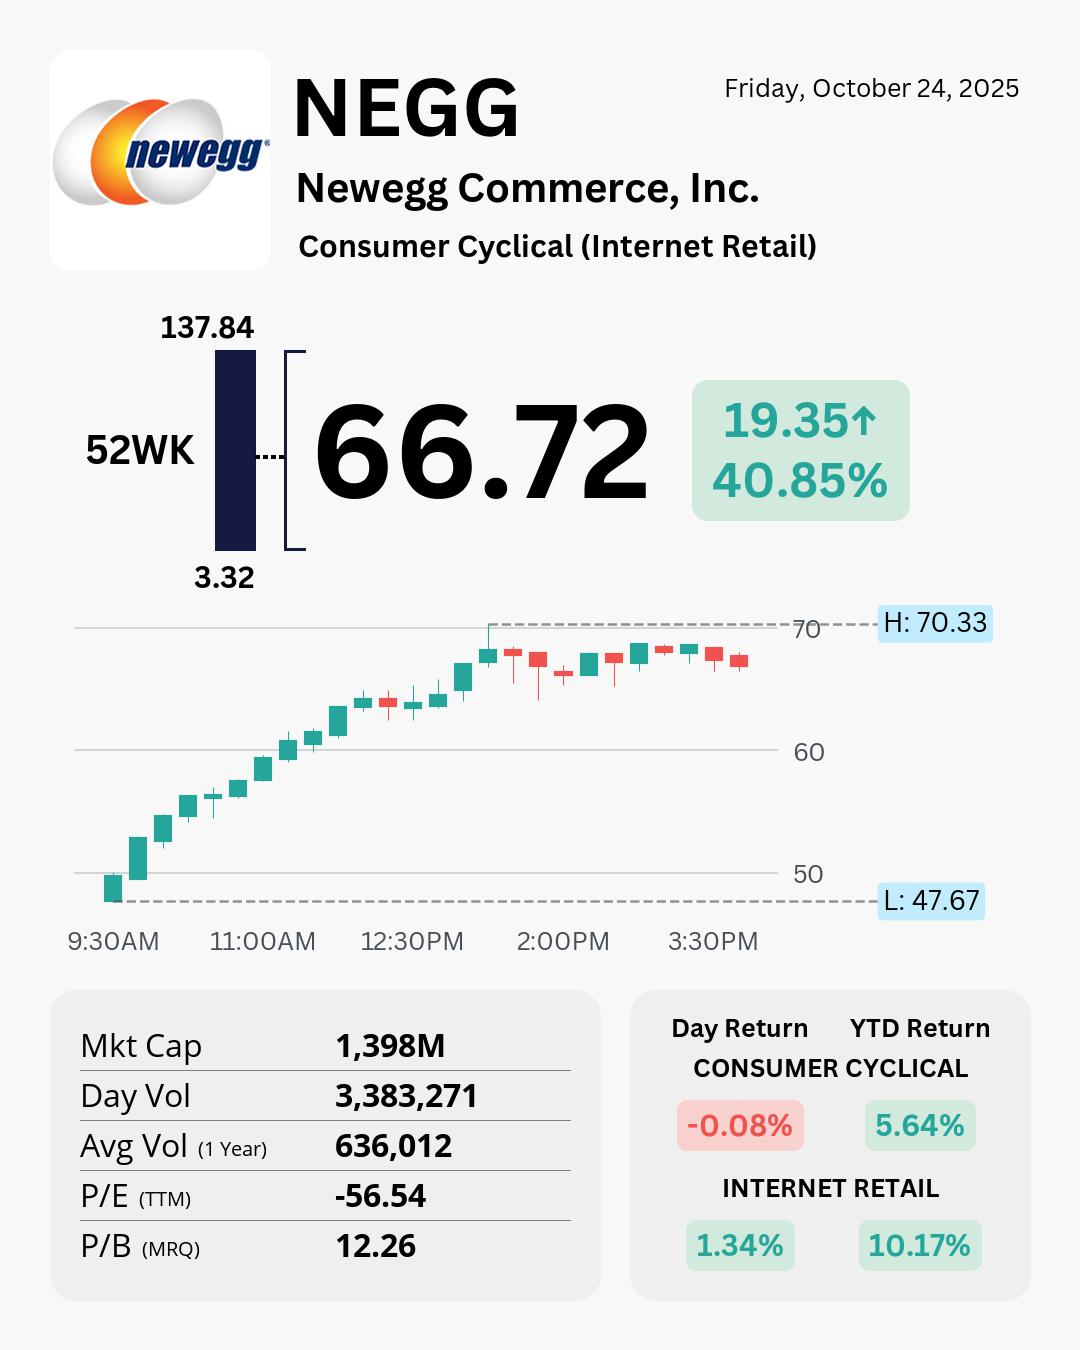 newegg®
NEGG
Friday, October 24, 2025
Newegg Commerce, Inc.
Consumer Cyclical (Internet Retail)
137.84
52WK
66.72
19.35↑
40.85%
3.32
70
H: 70.33
60
50
L: 47.67
9:30AM 11:00AM 12:30PM 2:00PM 3:30PM
Mkt Cap 1,398M
Day Vol 3,383,271
Avg Vol (1 Year) 636,012
P/E (TTM) -56.54
P/B (MRQ) 12.26
Day Return YTD Return
CONSUMER CYCLICAL
-0.08% 5.64%
INTERNET RETAIL
1.34% 10.17%